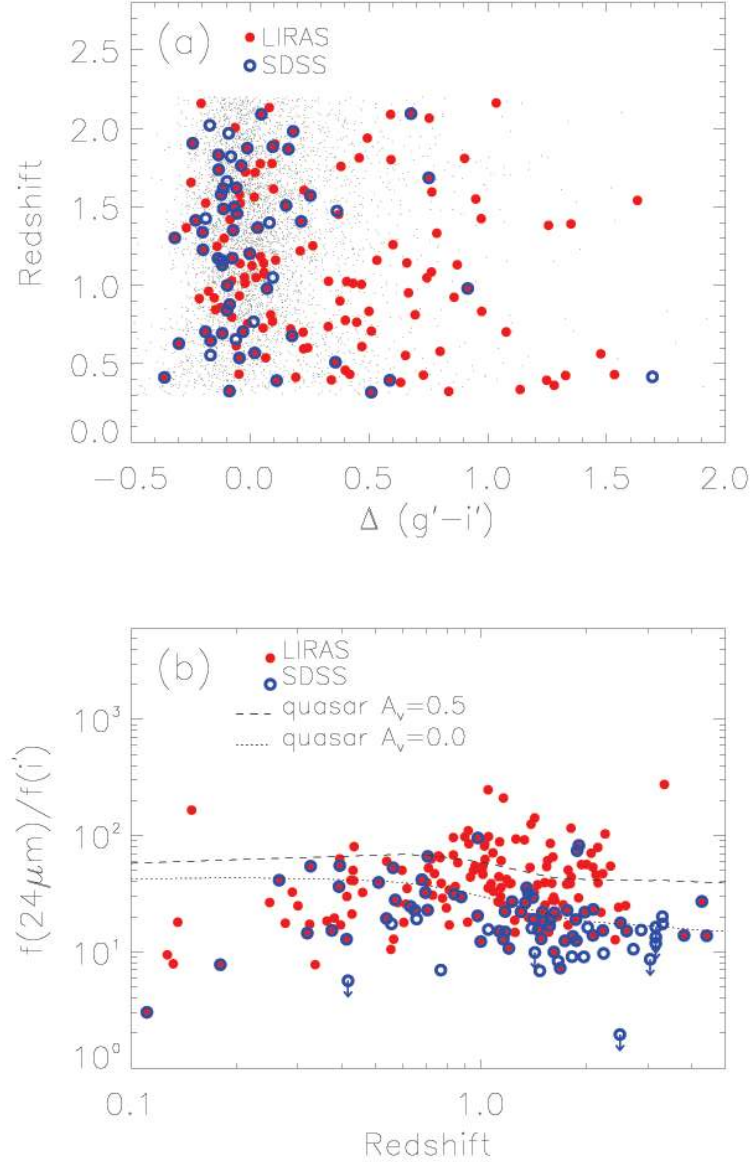 (a)
LIRAS
SDSS
2.5
2.0
1.5
1.0
0.5
0.0
Redshift
−0.5 0.0 0.5 1.0 1.5 2.0
Δ (g'−i')
(b)
LIRAS
SDSS
quasar A_v=0.5
quasar A_v=0.0
10³
10²
10¹
10⁰
f(24μm)/f(i')
0.1 1.0
Redshift